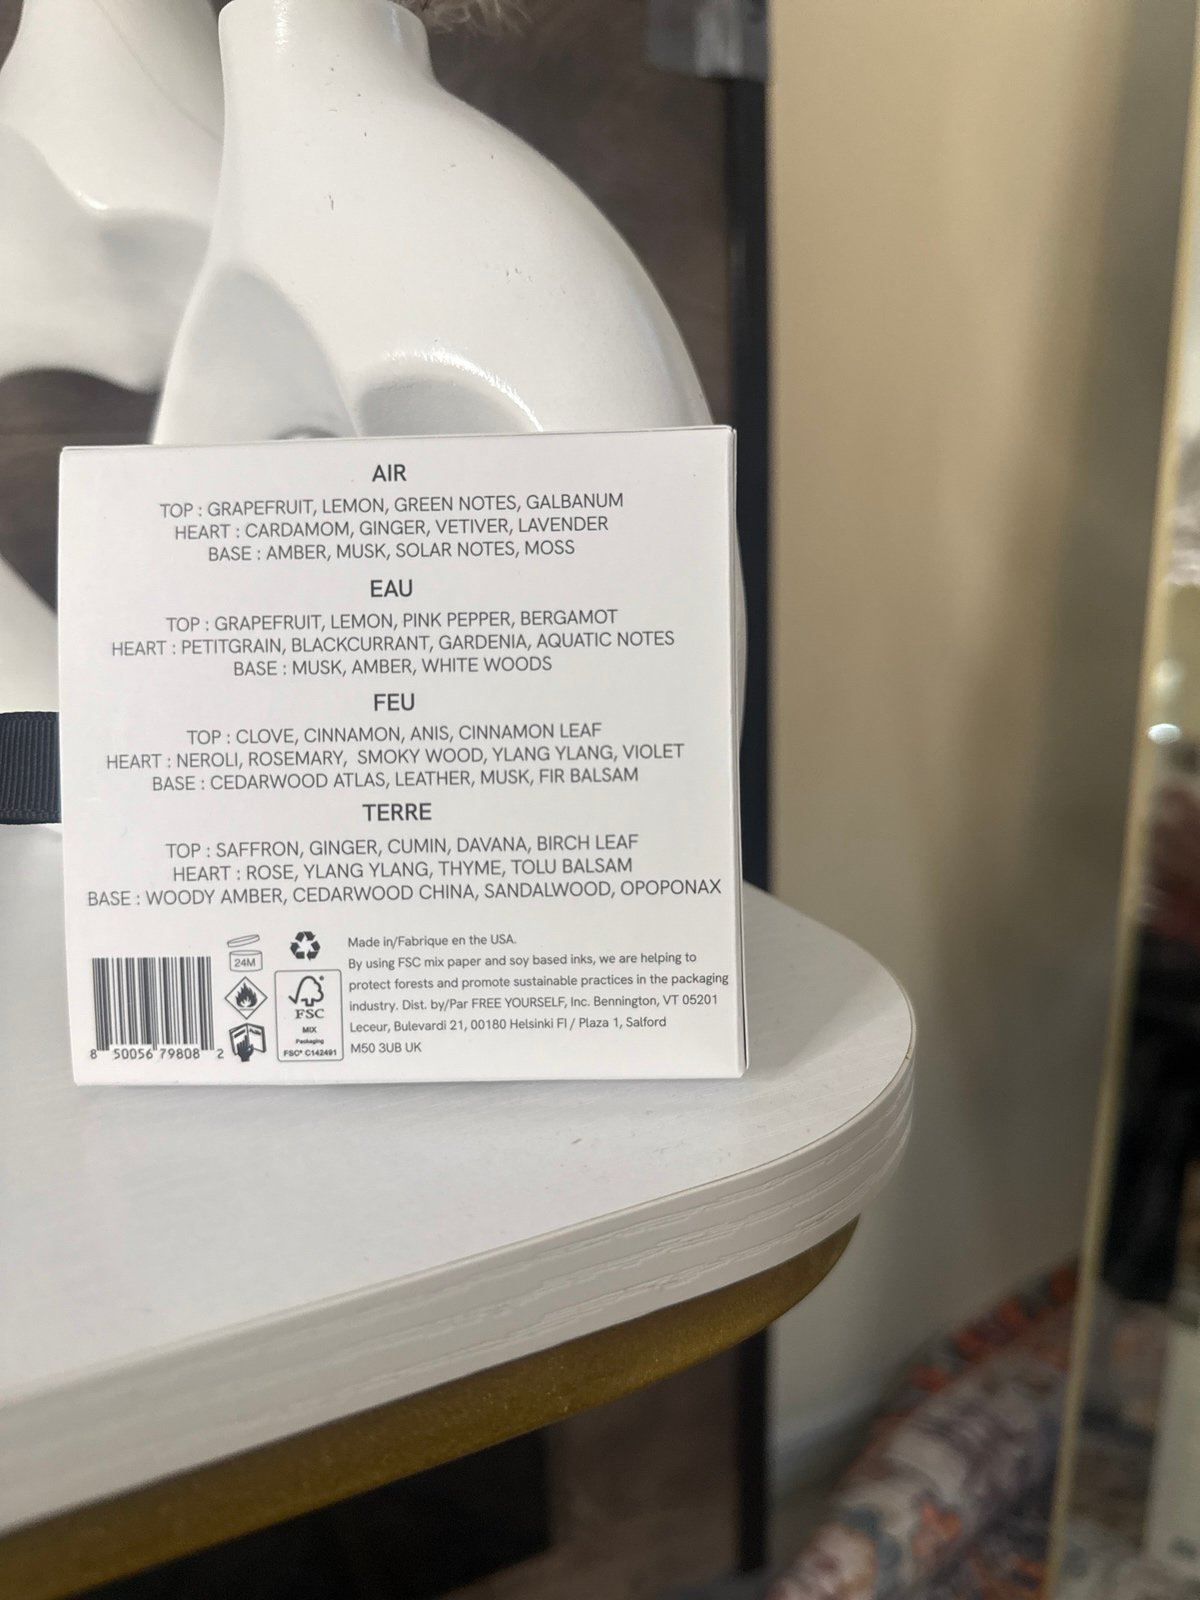 AIR
TOP : GRAPEFRUIT, LEMON, GREEN NOTES, GALBANUM
HEART : CARDAMOM, GINGER, VETIVER, LAVENDER
BASE : AMBER, MUSK, SOLAR NOTES, MOSS
EAU
TOP : GRAPEFRUIT, LEMON, PINK PEPPER, BERGAMOT
HEART : PETITGRAIN, BLACKCURRANT, GARDENIA, AQUATIC NOTES
BASE : MUSK, AMBER, WHITE WOODS
FEU
TOP : CLOVE, CINNAMON, ANIS, CINNAMON LEAF
HEART : NEROLI, ROSEMARY, SMOKY WOOD, YLANG YLANG, VIOLET
BASE : CEDARWOOD ATLAS, LEATHER, MUSK, FIR BALSAM
TERRE
TOP : SAFFRON, GINGER, CUMIN, DAVANA, BIRCH LEAF
HEART : ROSE, YLANG YLANG, THYME, TOLU BALSAM
BASE : WOODY AMBER, CEDARWOOD CHINA, SANDALWOOD, OPOPONAX
8 50056 79808 2
24M
FSC
MIX
Packaging
FSC® C142491
Made in/Fabrique en the USA.
By using FSC mix paper and soy based inks, we are helping to
protect forests and promote sustainable practices in the packaging
industry. Dist. by/Par FREE YOURSELF, Inc. Bennington, VT 05201
Leceur, Bulevardi 21, 00180 Helsinki FI / Plaza 1, Salford
M50 3UB UK